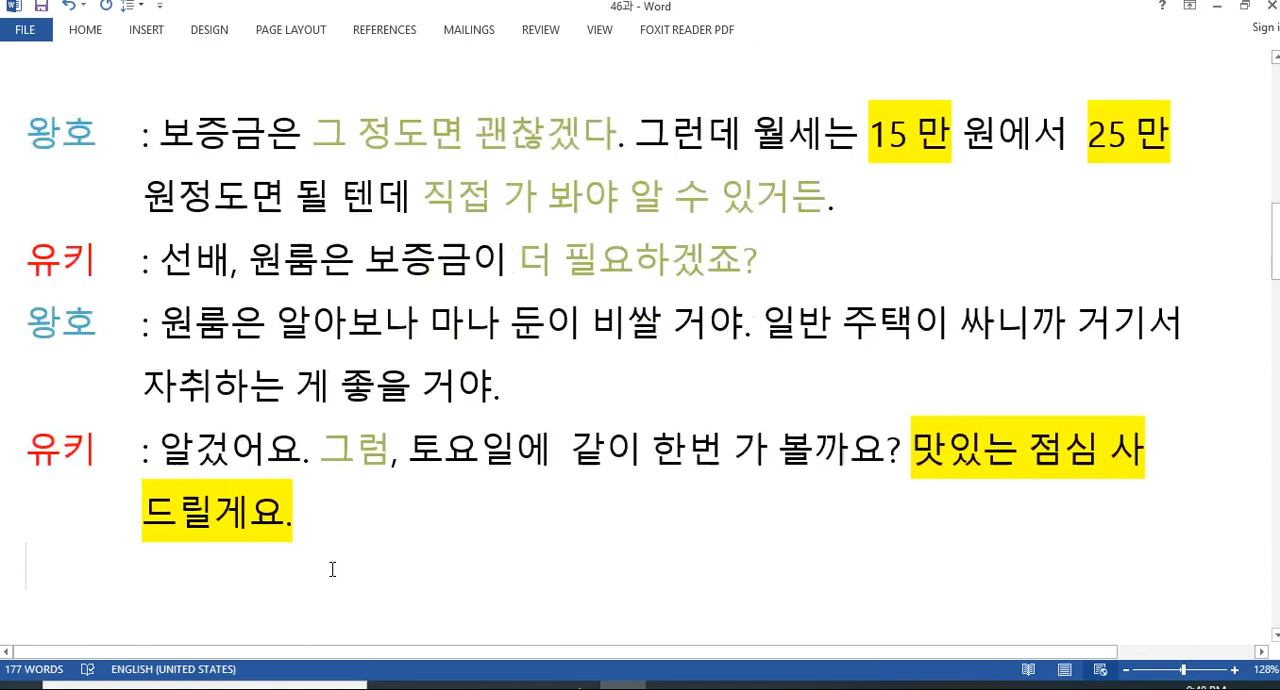 46과 - Word
FILE HOME INSERT DESIGN PAGE LAYOUT REFERENCES MAILINGS REVIEW VIEW FOXIT READER PDF Sign i
왕호 : 보증금은 그 정도면 괜찮겠다. 그런데 월세는 15 만 원에서 25 만
원정도면 될 텐데 직접 가 봐야 알 수 있거든.
유키 : 선배, 원룸은 보증금이 더 필요하겠죠?
왕호 : 원룸은 알아보나 마나 둔이 비쌀 거야. 일반 주택이 싸니까 거기서
자취하는 게 좋을 거야.
유키 : 알겄어요. 그럼, 토요일에 같이 한번 가 볼까요? 맛있는 점심 사
드릴게요.
177 WORDS ENGLISH (UNITED STATES) 128%